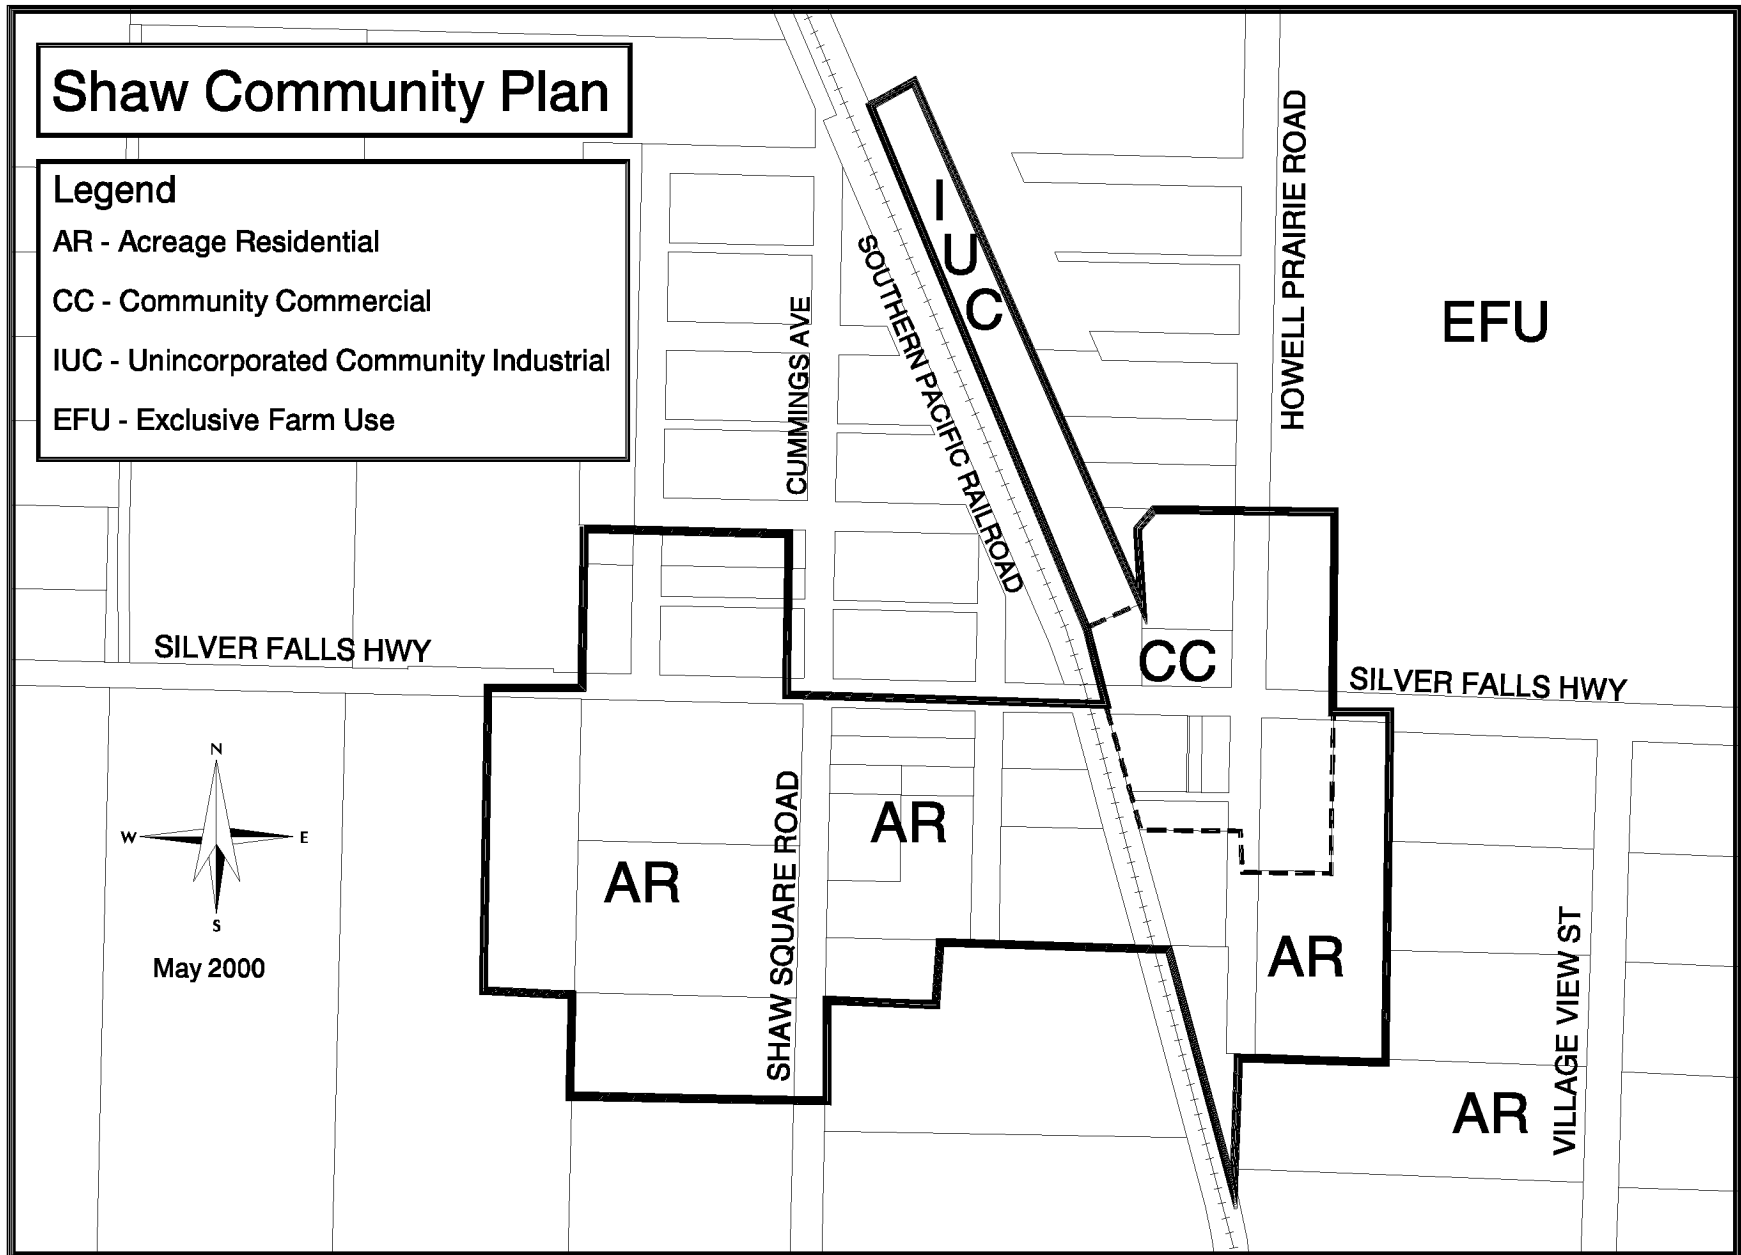 Shaw Community Plan
Legend
AR - Acreage Residential
CC - Community Commercial
IUC - Unincorporated Community Industrial
EFU - Exclusive Farm Use
I
U
C
SOUTHERN PACIFIC RAILROAD
CUMMINGS AVE
HOWELL PRAIRIE ROAD
EFU
SILVER FALLS HWY
CC
SILVER FALLS HWY
N
W
E
S
May 2000
AR
SHAW SQUARE ROAD
AR
AR
VILLAGE VIEW ST
AR